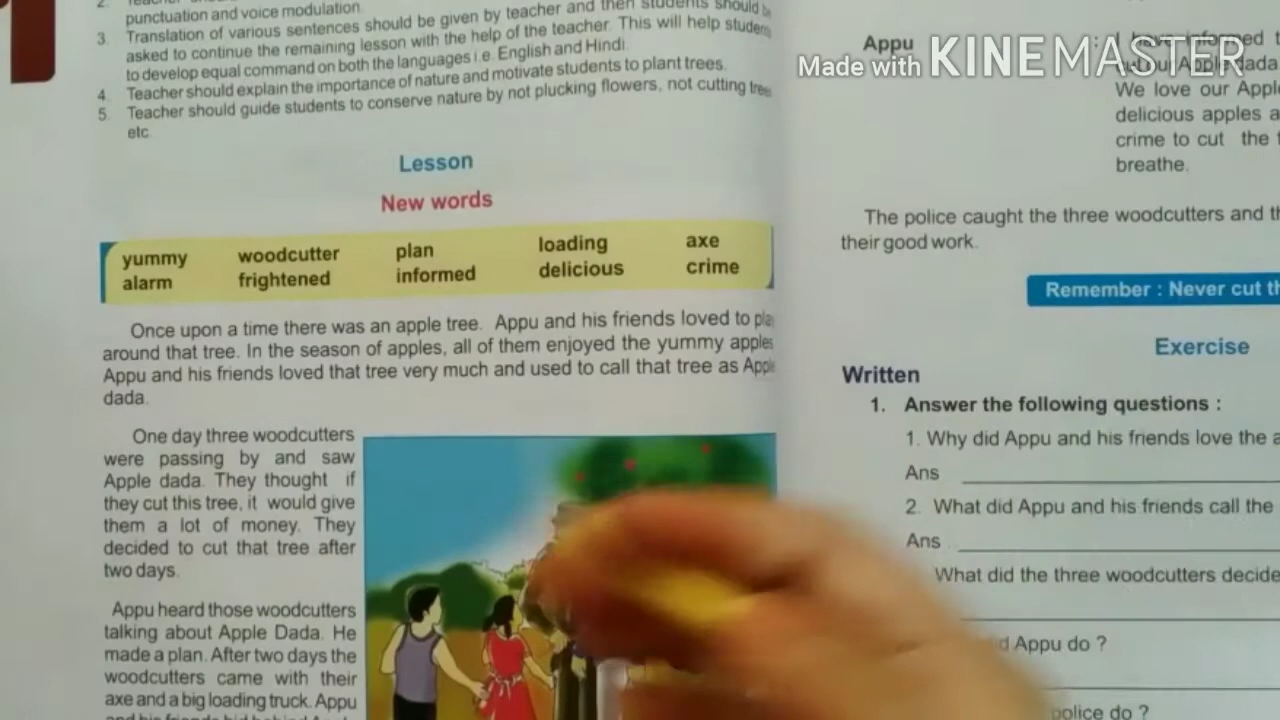 2.
punctuation and voice modulation
3. Translation of various sentences should be given by teacher and then students should be
asked to continue the remaining lesson with the help of the teacher. This will help students
to develop equal command on both the languages i.e. English and Hindi.
4. Teacher should explain the importance of nature and motivate students to plant trees.
5. Teacher should guide students to conserve nature by not plucking flowers, not cutting trees
etc.
Lesson
New words
yummy woodcutter plan loading axe
alarm frightened informed delicious crime
Once upon a time there was an apple tree. Appu and his friends loved to play
around that tree. In the season of apples, all of them enjoyed the yummy apples
Appu and his friends loved that tree very much and used to call that tree as Apple
dada.
One day three woodcutters
were passing by and saw
Apple dada. They thought if
they cut this tree, it would give
them a lot of money. They
decided to cut that tree after
two days.
Appu heard those woodcutters
talking about Apple Dada. He
made a plan. After two days the
woodcutters came with their
axe and a big loading truck. Appu
Appu : I have informed
our Apple dada
We love our Appl
delicious apples a
crime to cut the
breathe.
The police caught the three woodcutters and th
their good work.
Remember : Never cut th
Exercise
Written
1. Answer the following questions :
1. Why did Appu and his friends love the a
Ans
2. What did Appu and his friends call the
Ans
What did the three woodcutters decide
d Appu do ?
police do ?
Made with KINEMASTER